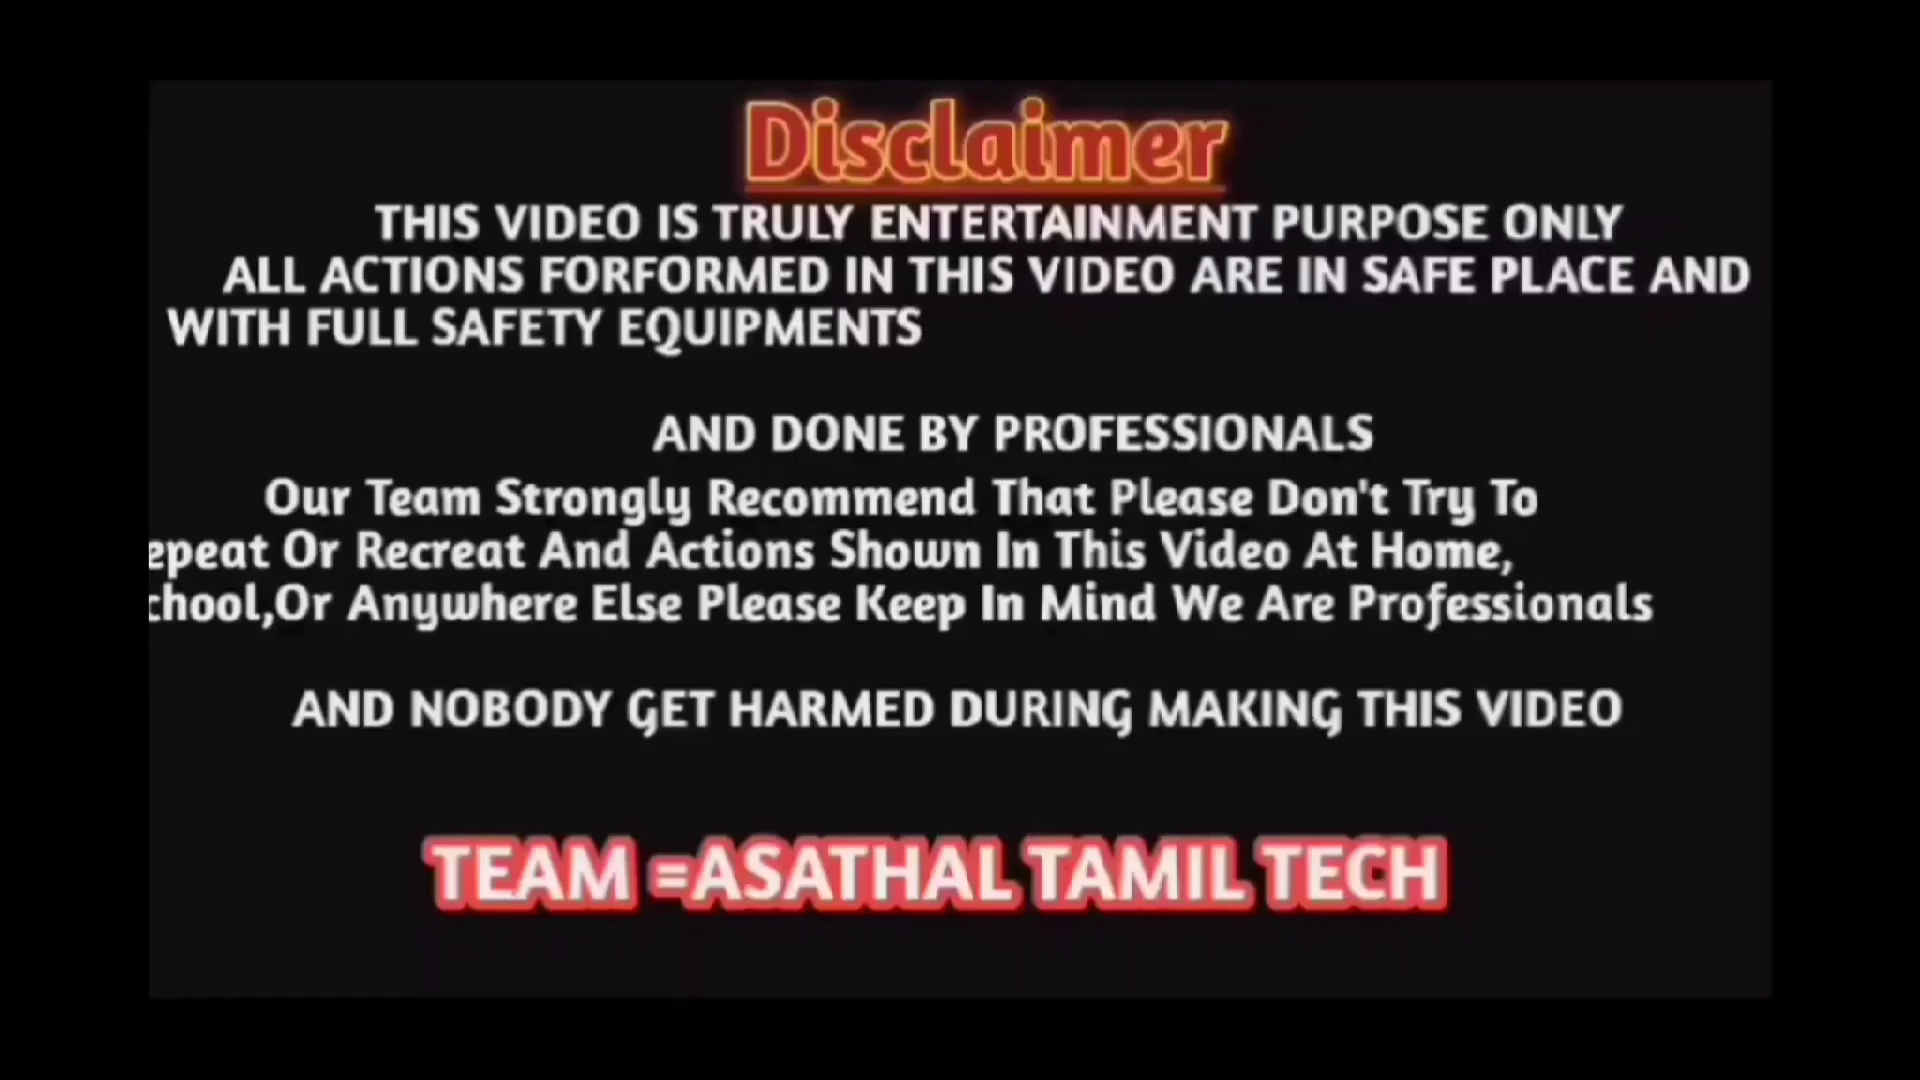 Disclaimer
THIS VIDEO IS TRULY ENTERTAINMENT PURPOSE ONLY
ALL ACTIONS FORFORMED IN THIS VIDEO ARE IN SAFE PLACE AND
WITH FULL SAFETY EQUIPMENTS
AND DONE BY PROFESSIONALS
Our Team Strongly Recommend That Please Don't Try To
epeat Or Recreat And Actions Shown In This Video At Home,
chool,Or Anywhere Else Please Keep In Mind We Are Professionals
AND NOBODY GET HARMED DURING MAKING THIS VIDEO
TEAM =ASATHAL TAMIL TECH